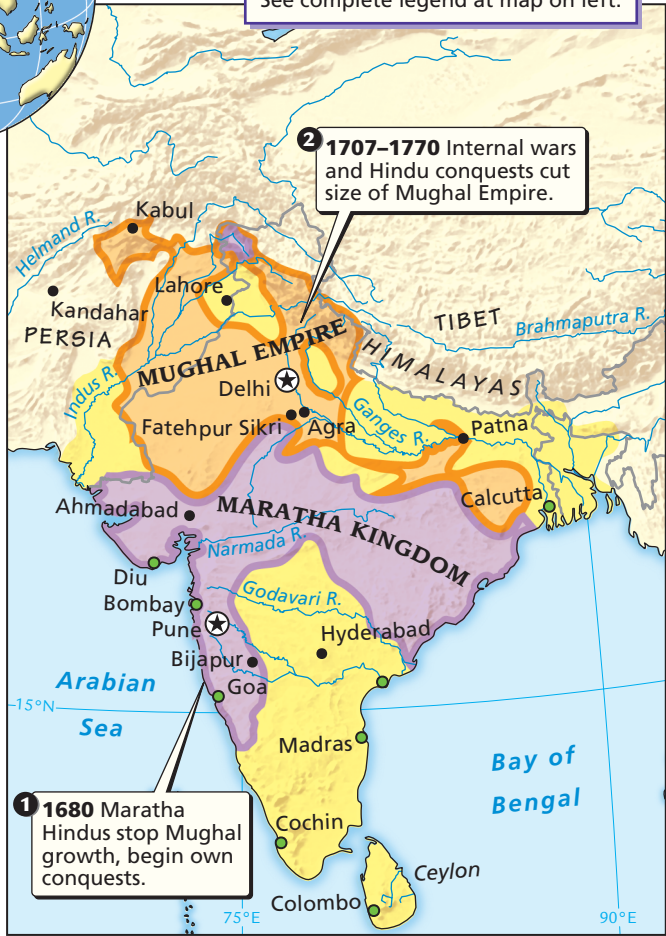 See complete legend at map on left.
2
1707–1770 Internal wars
and Hindu conquests cut
size of Mughal Empire.
Kabul
Helmand R.
Lahore
Kandahar
PERSIA
TIBET
Brahmaputra R.
MUGHAL EMPIRE
HIMALAYAS
Indus R.
Delhi
Fatehpur Sikri
Agra
Ganges R.
Patna
Calcutta
Ahmadabad
MARATHA KINGDOM
Narmada R.
Diu
Bombay
Godavari R.
Pune
Hyderabad
Bijapur
Goa
Arabian
Sea
15°N
Madras
Bay of
Bengal
1
1680 Maratha
Hindus stop Mughal
growth, begin own
conquests.
Cochin
Ceylon
Colombo
75°E
90°E